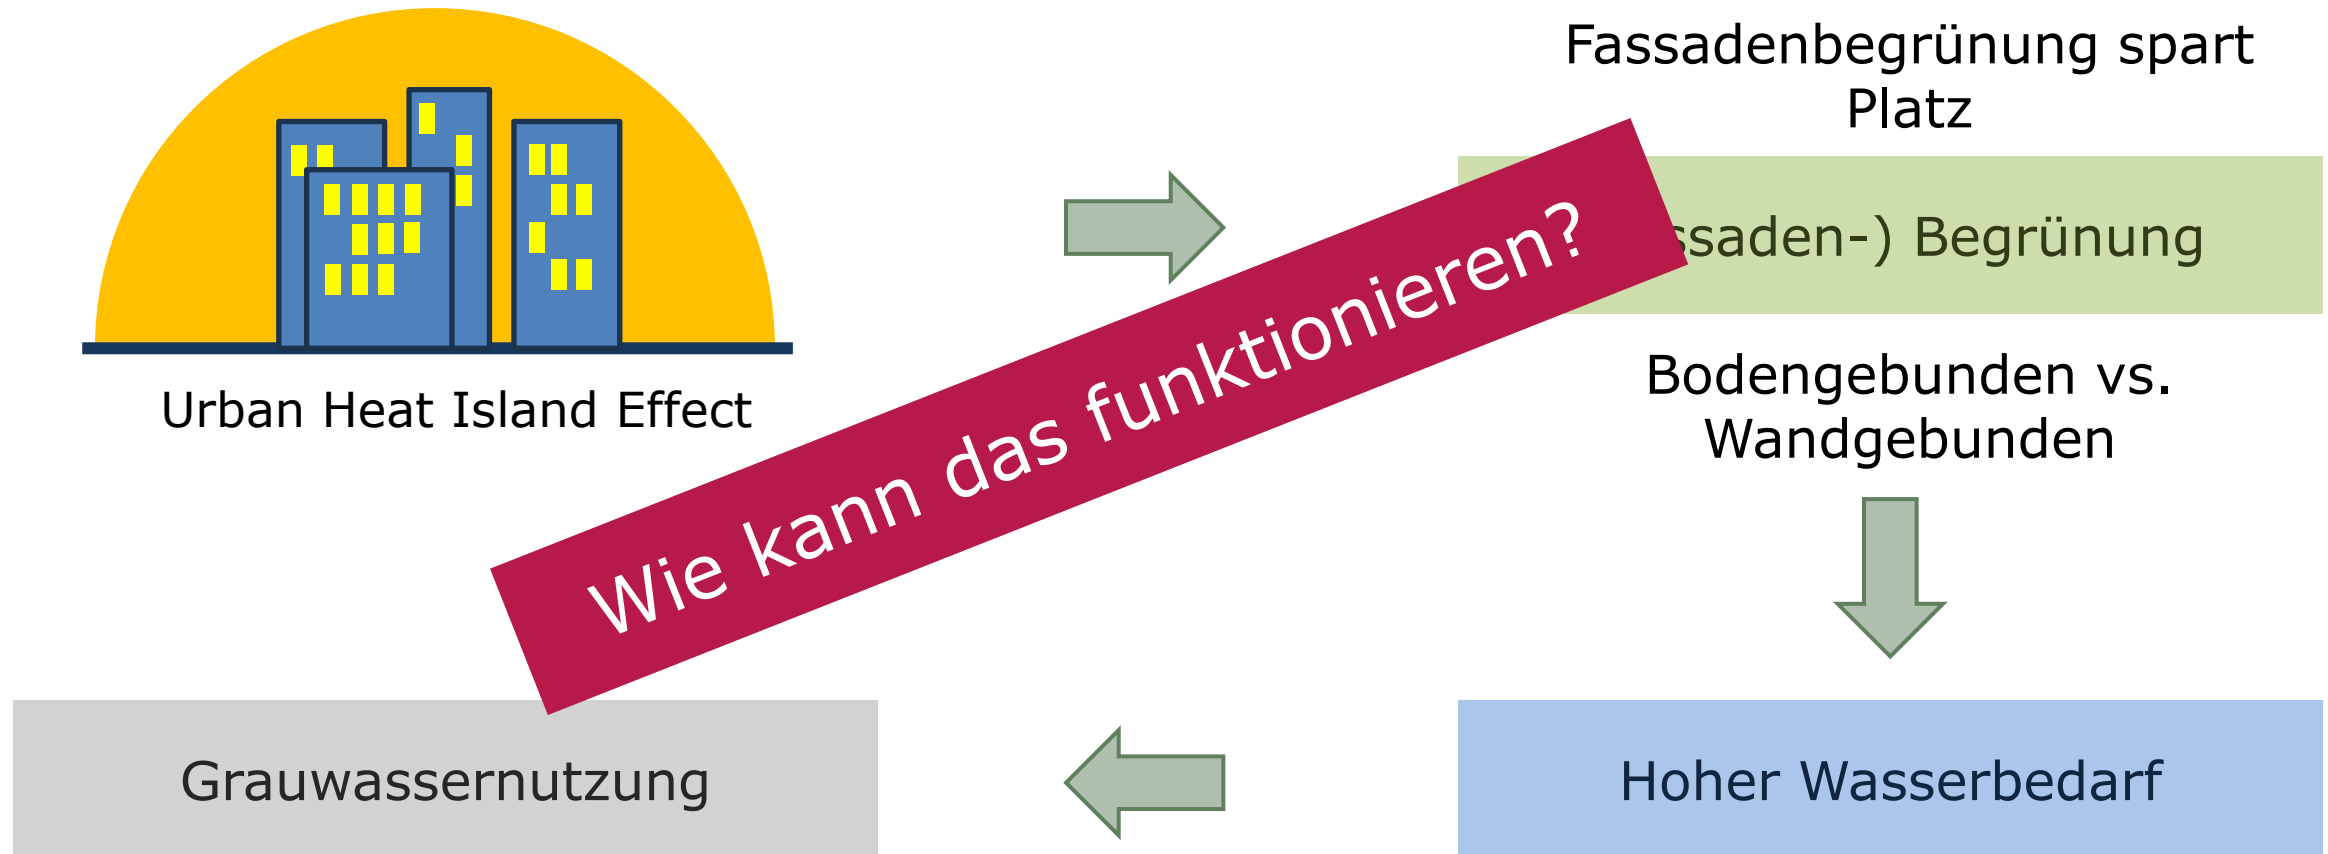 Fassadenbegrünung spart
Platz
ssaden-) Begrünung
Urban Heat Island Effect
Wie kann das funktionieren?
Bodengebunden vs.
Wandgebunden
Grauwassernutzung
Hoher Wasserbedarf